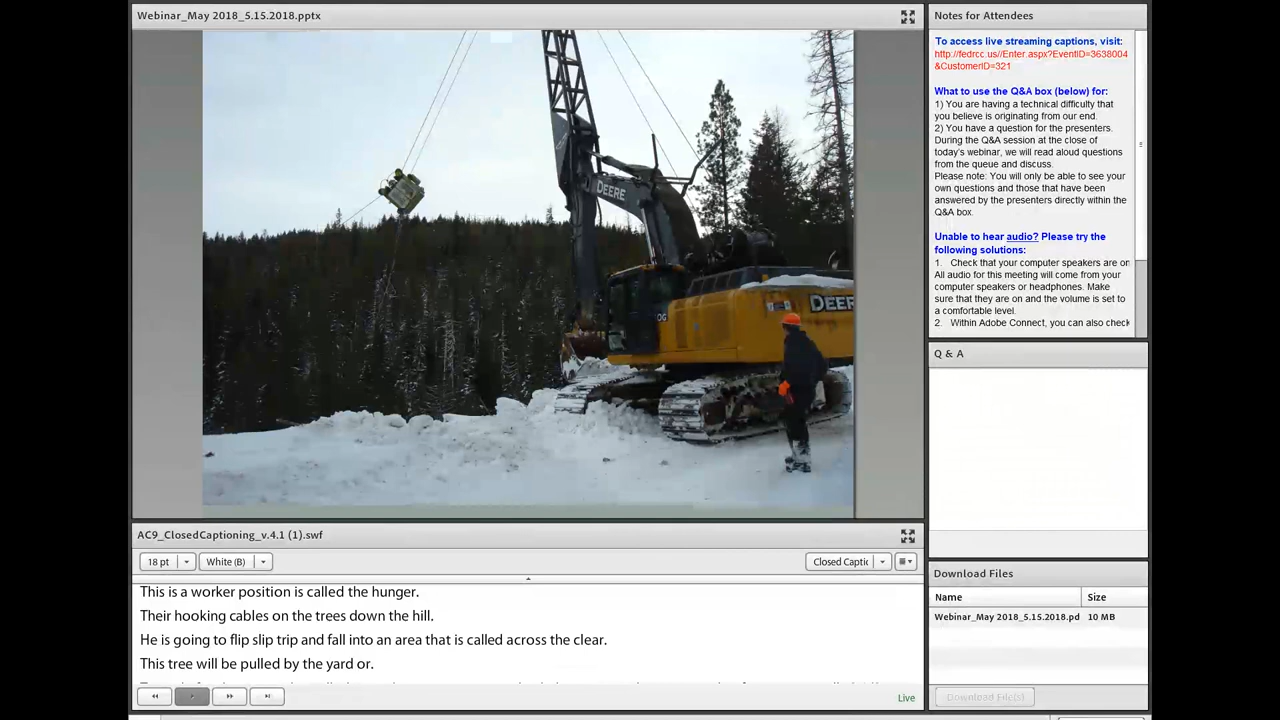 Webinar_May 2018_5.15.2018.pptx
DEERE
DEERE
Notes for Attendees
To access live streaming captions, visit:
http://fedrcc.us//Enter.aspx?EventID=3638004
&CustomerID=321
What to use the Q&A box (below) for:
1) You are having a technical difficulty that
you believe is originating from our end.
2) You have a question for the presenters.
During the Q&A session at the close of
today's webinar, we will read aloud questions
from the queue and discuss.
Please note: You will only be able to see your
own questions and those that have been
answered by the presenters directly within the
Q&A box.
Unable to hear audio? Please try the
following solutions:
1. Check that your computer speakers are on
All audio for this meeting will come from your
computer speakers or headphones. Make
sure that they are on and the volume is set to
a comfortable level.
2. Within Adobe Connect, you can also check
Q & A
AC9_ClosedCaptioning_v.4.1 (1).swf
18 pt
White (B)
Closed Captic
This is a worker position is called the hunger.
Their hooking cables on the trees down the hill.
He is going to flip slip trip and fall into an area that is called across the clear.
This tree will be pulled by the yard or.
Live
Download Files
Name Size
Webinar_May 2018_5.15.2018.pd 10 MB
Download File(s)